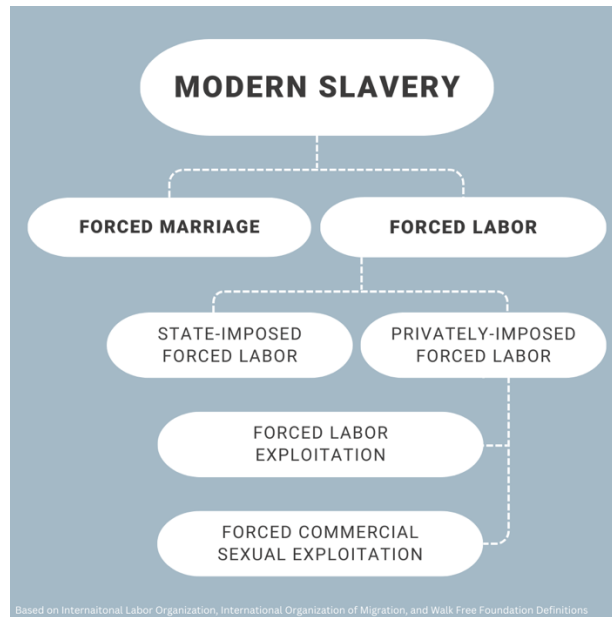 MODERN SLAVERY
FORCED MARRIAGE
FORCED LABOR
STATE-IMPOSED
FORCED LABOR
PRIVATELY-IMPOSED
FORCED LABOR
FORCED LABOR
EXPLOITATION
FORCED COMMERCIAL
SEXUAL EXPLOITATION
Based on Internaitonal Labor Organization, International Organization of Migration, and Walk Free Foundation Definitions